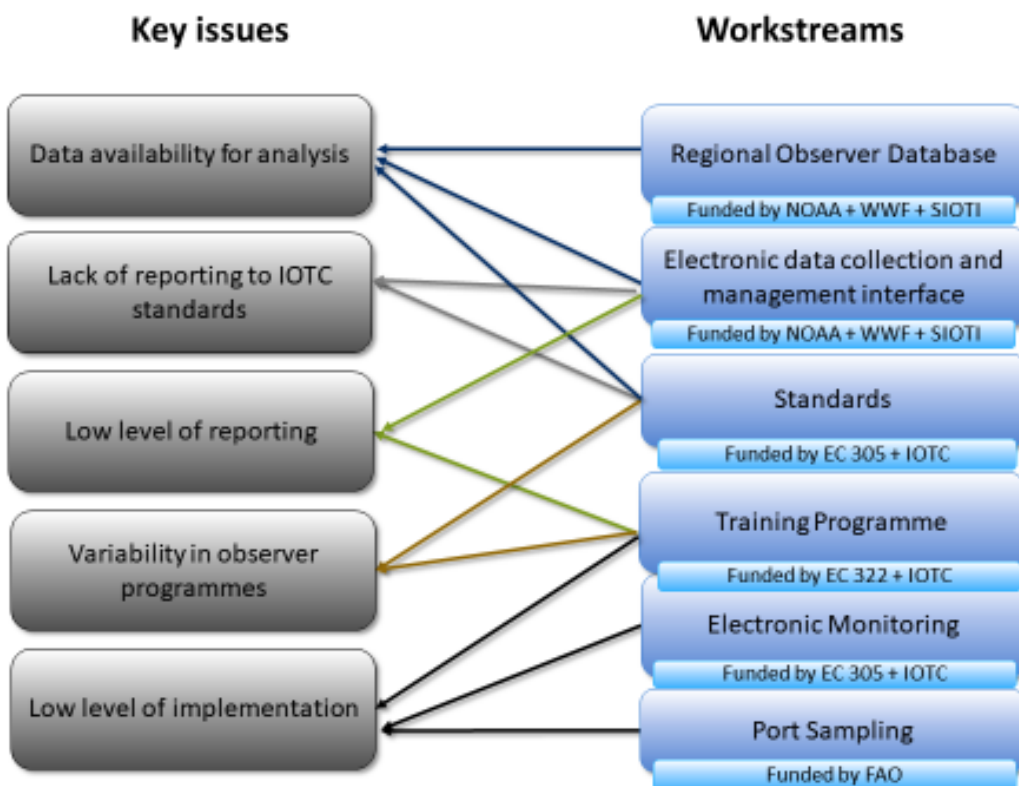 Key issues
Workstreams
Data availability for analysis
Lack of reporting to IOTC
standards
Low level of reporting
Variability in observer
programmes
Low level of implementation
Regional Observer Database
Funded by NOAA + WWF + SIOTI
Electronic data collection and
management interface
Funded by NOAA + WWF + SIOTI
Standards
Funded by EC 305 + IOTC
Training Programme
Funded by EC 322 + IOTC
Electronic Monitoring
Funded by EC 305 + IOTC
Port Sampling
Funded by FAO